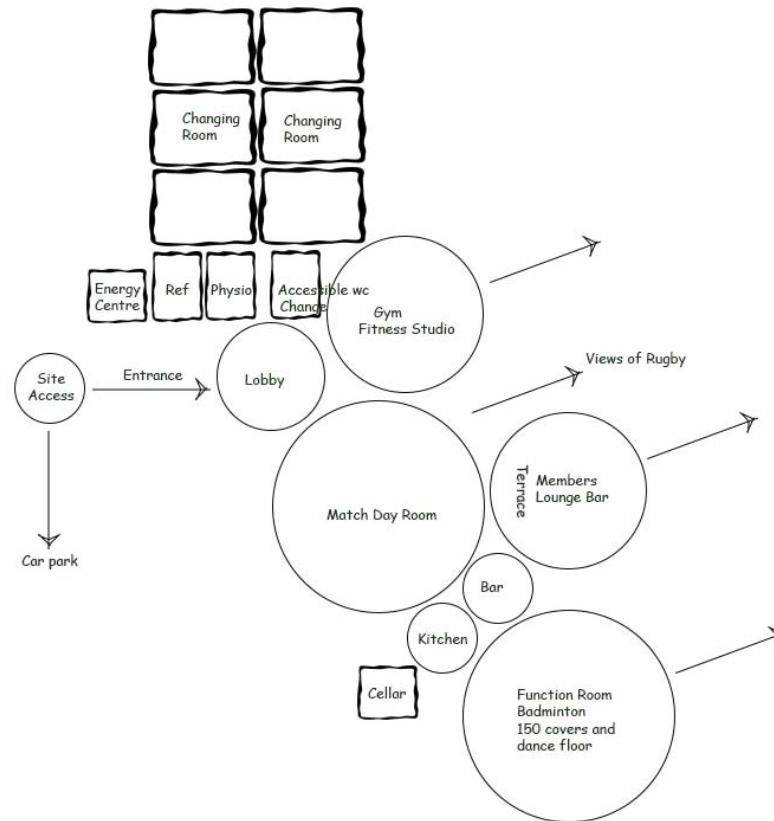 Changing
Room
Changing
Room
Energy
Centre
Ref
Physio
Accessible wc
Change
Gym
Fitness Studio
Site
Access
Entrance
Lobby
Views of Rugby
Car park
Match Day Room
Terrace
Members
Lounge Bar
Bar
Kitchen
Cellar
Function Room
Badminton
150 covers and
dance floor